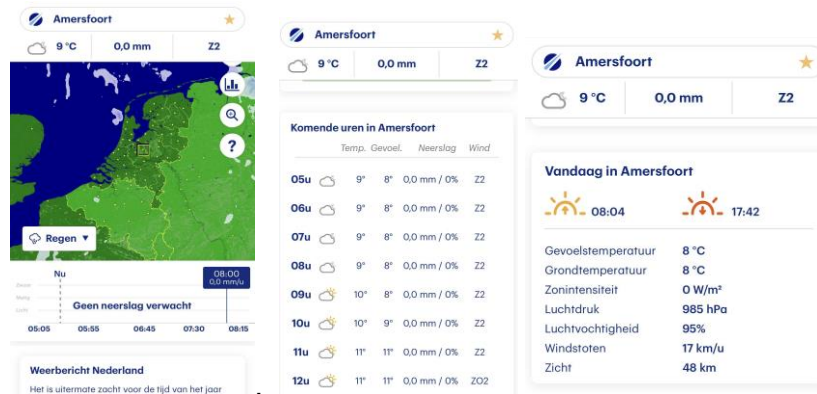 Amersfoort
9 °C 0,0 mm Z2
?
Regen
Nu
08:00
0,0 mm/u
Geen neerslag verwacht
05:05 05:55 06:45 07:30 08:15
Weerbericht Nederland
Het is uitermate zacht voor de tijd van het jaar
Amersfoort
9 °C 0,0 mm Z2
Komende uren in Amersfoort
Temp. Gevoel. Neerslag Wind
05u 9° 8° 0,0 mm / 0% Z2
06u 9° 8° 0,0 mm / 0% Z2
07u 9° 8° 0,0 mm / 0% Z2
08u 9° 8° 0,0 mm / 0% Z2
09u 10° 8° 0,0 mm / 0% Z2
10u 10° 9° 0,0 mm / 0% Z2
11u 11° 11° 0,0 mm / 0% Z2
12u 11° 11° 0,0 mm / 0% ZO2
Amersfoort
9 °C 0,0 mm Z2
Vandaag in Amersfoort
08:04 17:42
Gevoelstemperatuur 8 °C
Grondtemperatuur 8 °C
Zonintensiteit 0 W/m²
Luchtdruk 985 hPa
Luchtvochtigheid 95%
Windstoten 17 km/u
Zicht 48 km